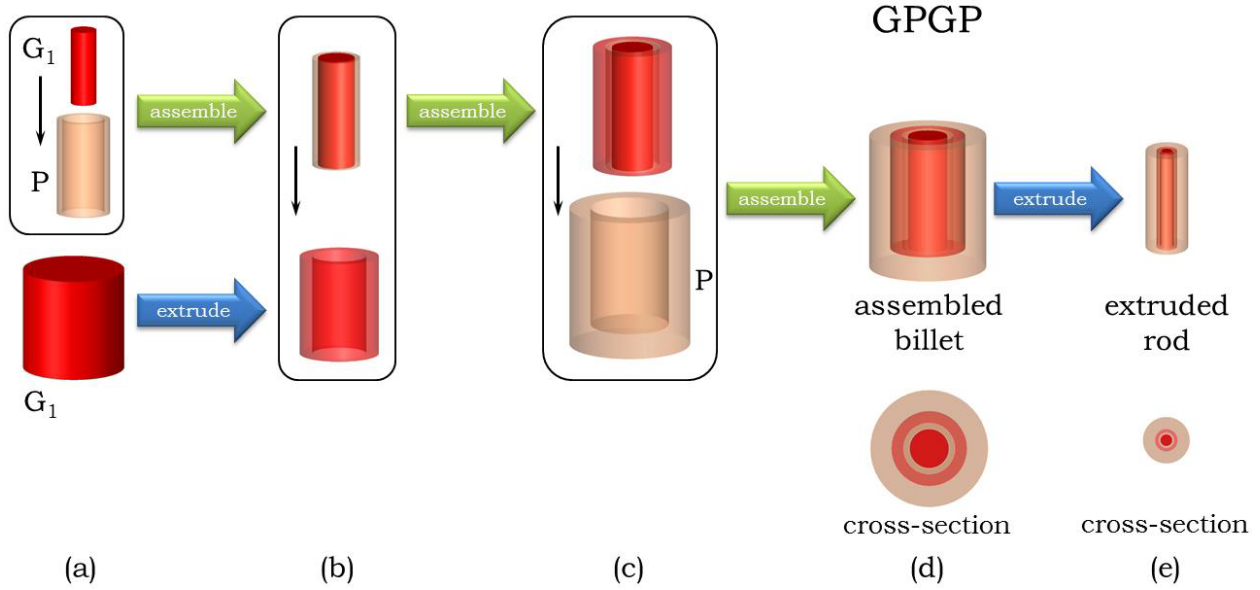 GPGP
G₁
P
assemble
assemble
assemble
extrude
extrude
P
G₁
assembled
billet
extruded
rod
cross-section
cross-section
(a)
(b)
(c)
(d)
(e)